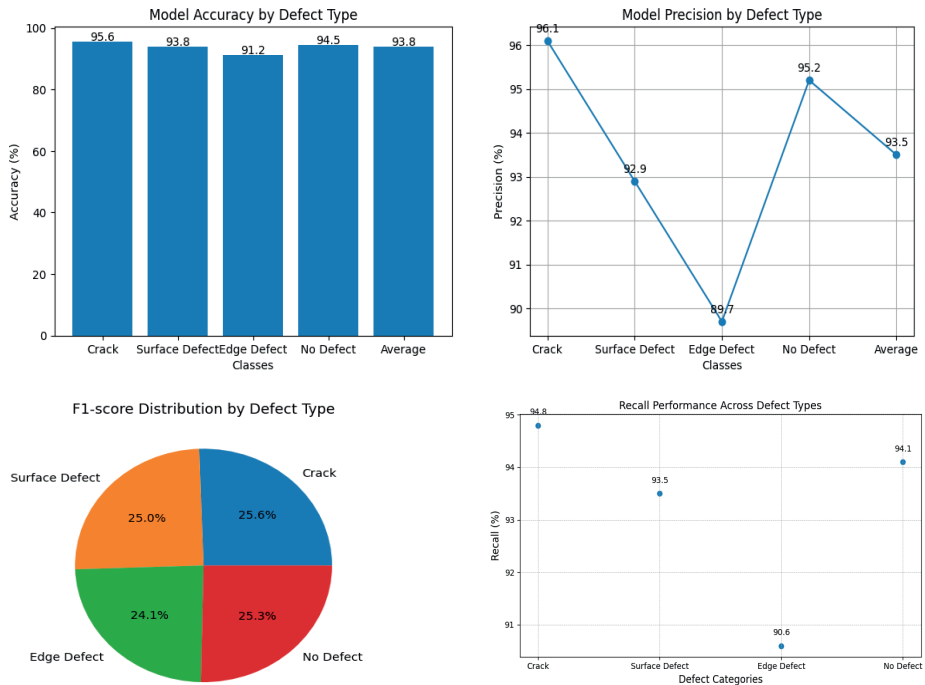 Model Accuracy by Defect Type
Accuracy (%)
100
80
60
40
20
0
95.6
93.8
91.2
94.5
93.8
Crack
Surface Defect
Edge Defect
No Defect
Average
Classes
Model Precision by Defect Type
Precision (%)
96
95
94
93
92
91
90
96.1
92.9
89.7
95.2
93.5
Crack
Surface Defect
Edge Defect
No Defect
Average
Classes
F1-score Distribution by Defect Type
Crack
Surface Defect
25.0%
25.6%
24.1%
25.3%
Edge Defect
No Defect
Recall Performance Across Defect Types
Recall (%)
95
94
93
92
91
94.8
93.5
90.6
94.1
Crack
Surface Defect
Edge Defect
No Defect
Defect Categories